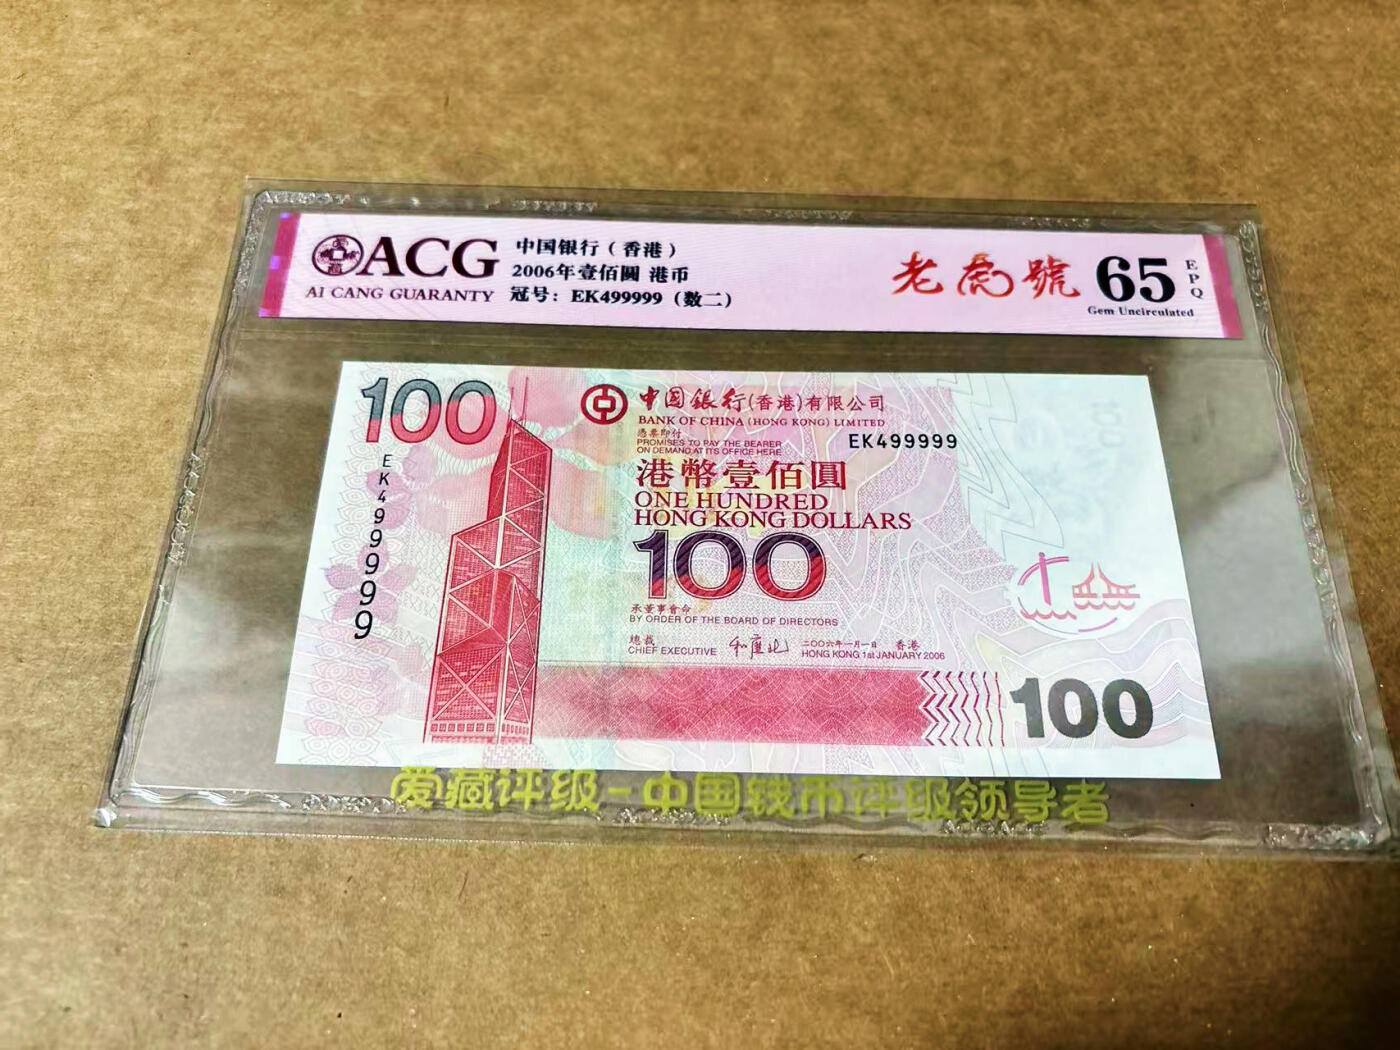 ACG
AI CANG GUARANTY
中国银行（香港）
2006年壹佰圆 港币
冠号：EK499999（数二）
老虎號
65
EPQ
Gem Uncirculated
100
中国銀行(香港)有限公司
BANK OF CHINA (HONG KONG) LIMITED
憑票即付
PROMISES TO PAY THE BEARER
ON DEMAND AT ITS OFFICE HERE
EK499999
港幣壹佰圓
ONE HUNDRED
HONG KONG DOLLARS
100
EK499999
承董事會命
BY ORDER OF THE BOARD OF DIRECTORS
總裁
CHIEF EXECUTIVE
二〇〇六年一月一日 香港
HONG KONG 1st JANUARY 2006
100
爱藏评级-中国钱币评级领导者